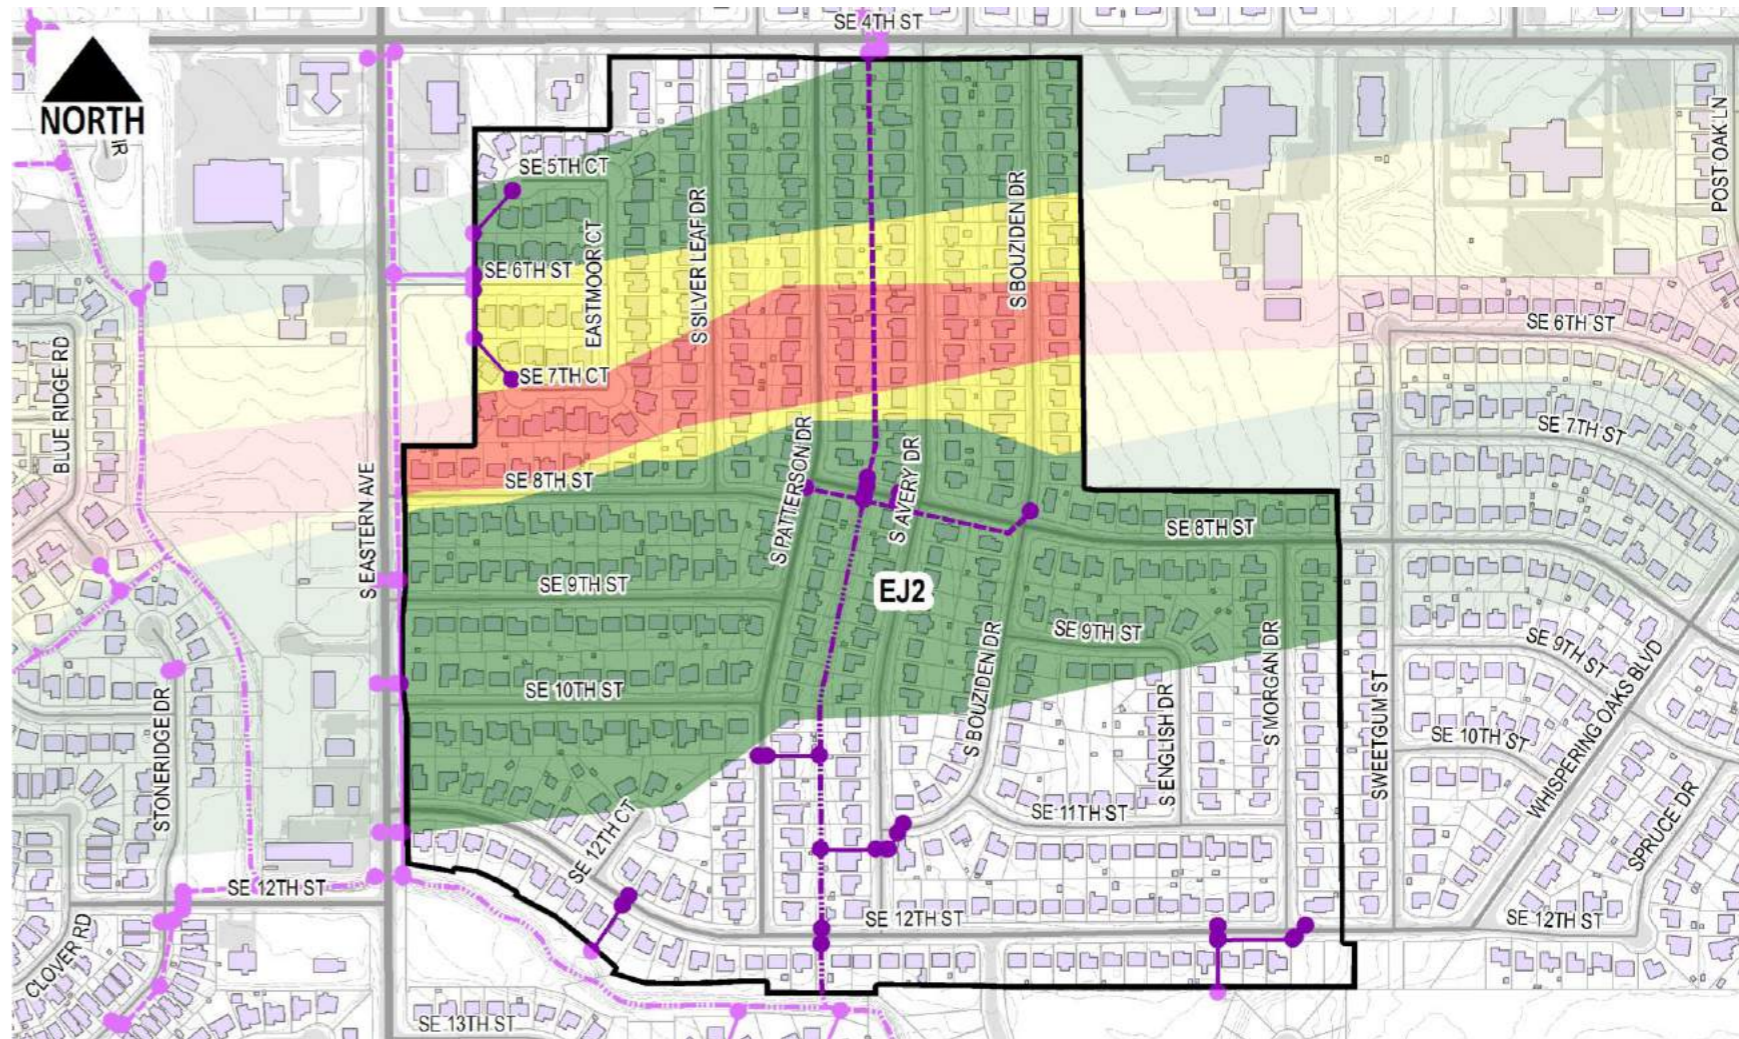 SE 4TH ST
NORTH
IR
SE 5TH CT
POST OAK LN
S BOUZIDEN DR
S SILVER LEAF DR
EASTMOOR CT
SE 6TH ST
SE 6TH ST
BLUE RIDGE RD
SE 7TH CT
SE 7TH ST
S PATTERSON DR
S AVERY DR
SE 8TH ST
S EASTERN AVE
SE 8TH ST
SE 9TH ST
EJ2
SE 9TH ST
SE 9TH ST
SE 10TH ST
S BOUZIDEN DR
S MORGAN DR
S ENGLISH DR
SWEETGUM ST
WHISPERING OAKS BLVD
STONERIDGE DR
SE 10TH ST
SE 11TH ST
SE 12TH CT
SPRUCE DR
SE 12TH ST
SE 12TH ST
SE 12TH ST
CLOVER RD
SE 13TH ST